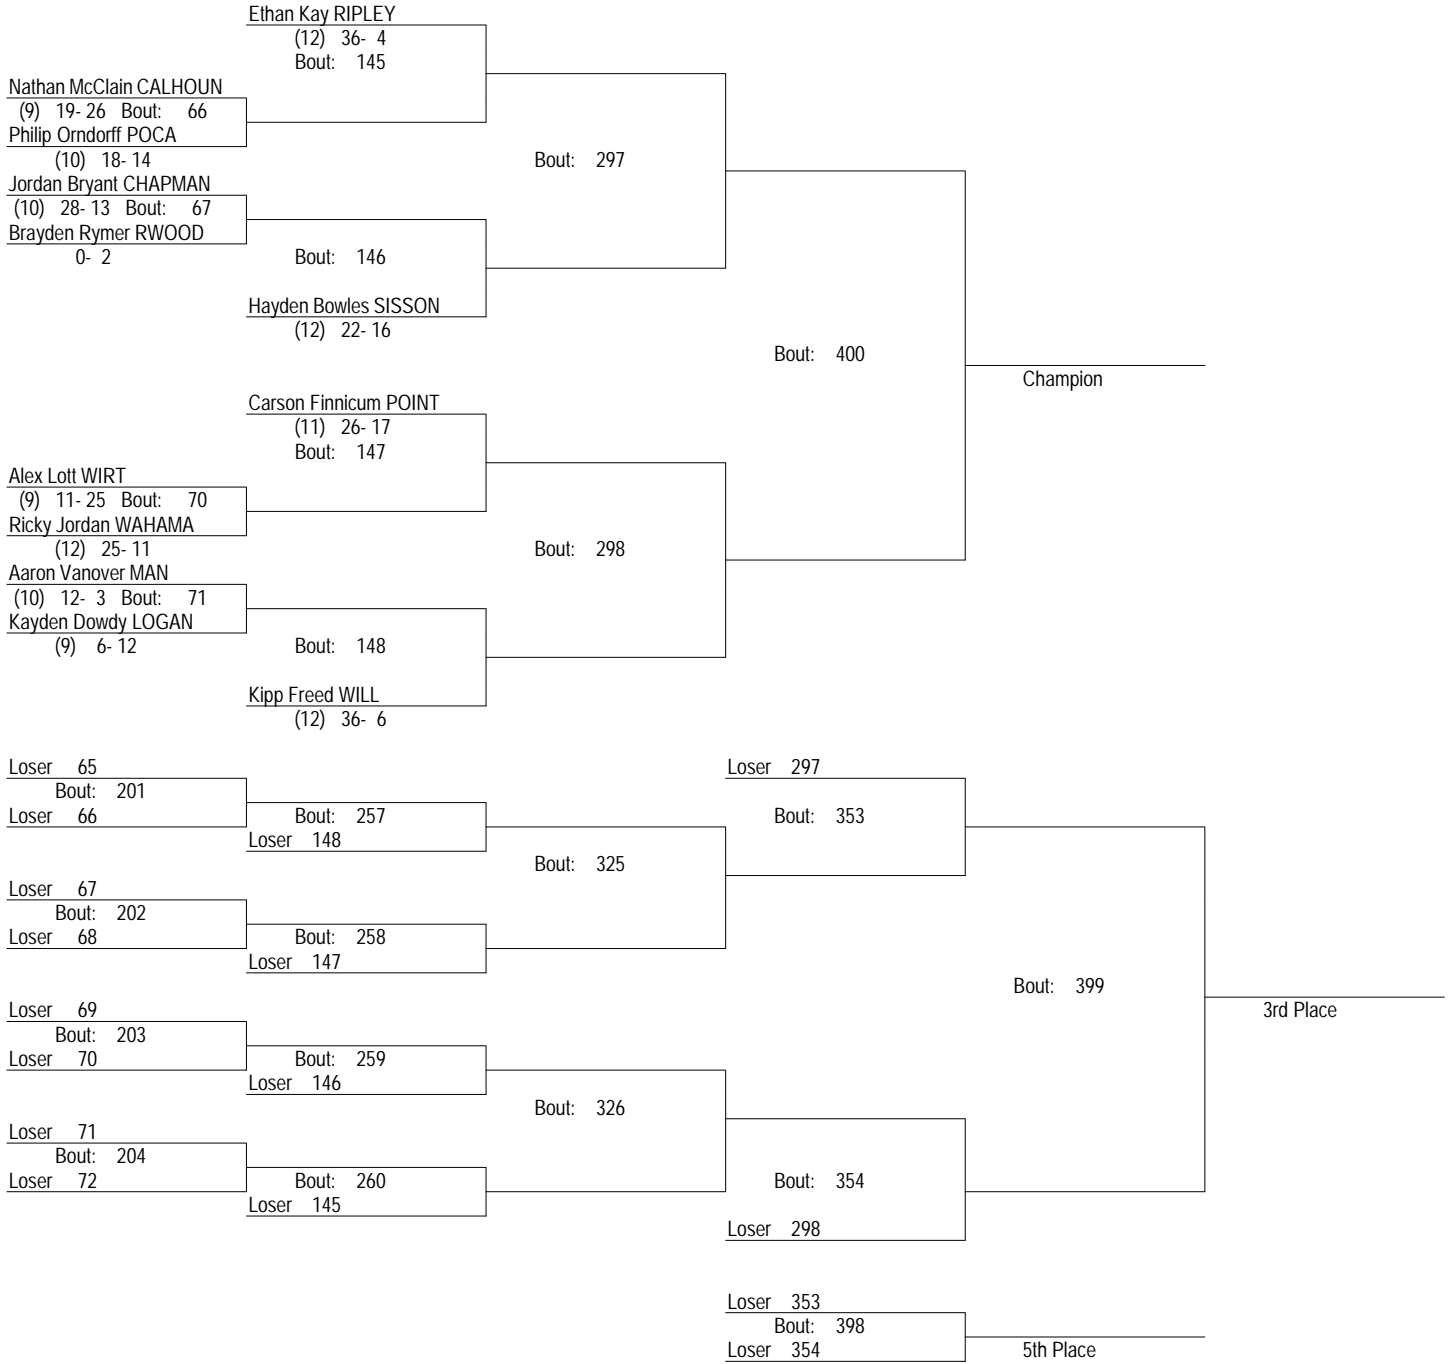 Ethan Kay RIPLEY
(12) 36- 4
Bout: 145
Nathan McClain CALHOUN
(9) 19- 26 Bout: 66
Philip Orndorff POCA
(10) 18- 14
Bout: 297
Jordan Bryant CHAPMAN
(10) 28- 13 Bout: 67
Brayden Rymer RWOOD
0- 2
Bout: 146
Hayden Bowles SISSON
(12) 22- 16
Bout: 400
Champion
Carson Finnicum POINT
(11) 26- 17
Bout: 147
Alex Lott WIRT
(9) 11- 25 Bout: 70
Ricky Jordan WAHAMA
(12) 25- 11
Bout: 298
Aaron Vanover MAN
(10) 12- 3 Bout: 71
Kayden Dowdy LOGAN
(9) 6- 12
Bout: 148
Kipp Freed WILL
(12) 36- 6
Loser 65
Bout: 201
Loser 66
Bout: 257
Loser 148
Loser 297
Bout: 353
Bout: 325
Loser 67
Bout: 202
Loser 68
Bout: 258
Loser 147
Bout: 399
3rd Place
Loser 69
Bout: 203
Loser 70
Bout: 259
Loser 146
Bout: 326
Loser 71
Bout: 204
Loser 72
Bout: 260
Loser 145
Bout: 354
Loser 298
Loser 353
Bout: 398
Loser 354
5th Place